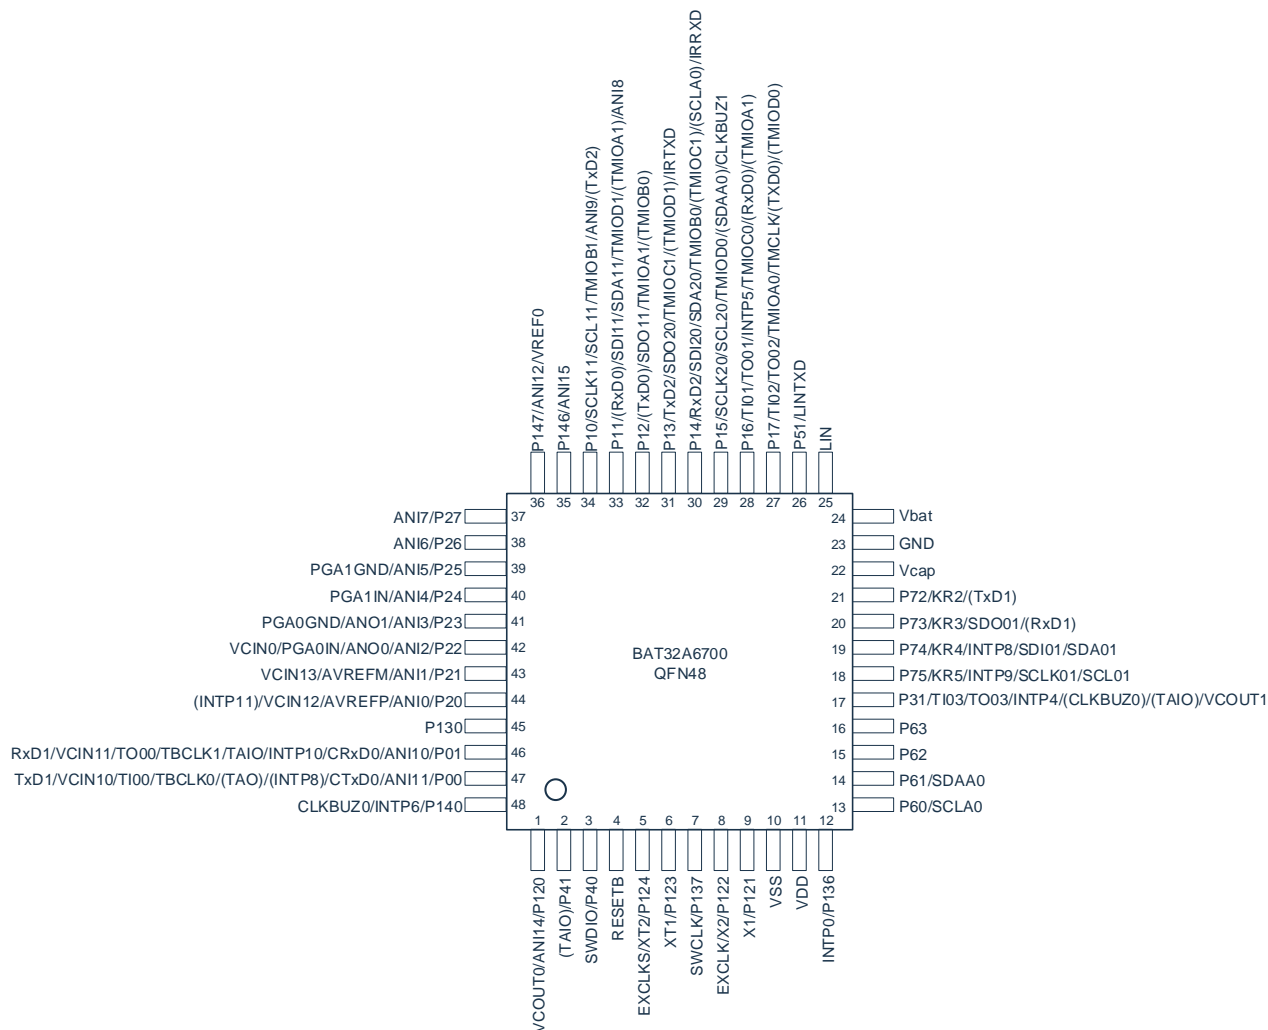 P147/ANI12/VREF0
P146/ANI15
P10/SCLK11/SCL11/TMIOB1/ANI9/(TxD2)
P11/(RxD0)/SDI11/SDA11/TMIOD1/(TMIOA1)/ANI8
P12/(TxD0)/SDO11/TMIOA1/(TMIOB0)
P13/TxD2/SDO20/TMIOC1/(TMIOD1)/IRTXD
P14/RxD2/SDI20/SDA20/TMIOB0/(TMIOC1)/(SCLA0)/IRRXD
P15/SCLK20/SCL20/TMIOD0/(SDAA0)/CLKBUZ1
P16/TI01/TO01/INTP5/TMIOC0/(RxD0)/(TMIOA1)
P17/TI02/TO02/TMIOA0/TMCLK/(TXD0)/(TMIOD0)
P51/LINTXD
LIN
36 35 34 33 32 31 30 29 28 27 26 25
ANI7/P27 37
ANI6/P26 38
PGA1GND/ANI5/P25 39
PGA1IN/ANI4/P24 40
PGA0GND/ANO1/ANI3/P23 41
VCIN0/PGA0IN/ANO0/ANI2/P22 42
VCIN13/AVREFM/ANI1/P21 43
(INTP11)/VCIN12/AVREFP/ANI0/P20 44
P130 45
RxD1/VCIN11/TO00/TBCLK1/TAIO/INTP10/CRxD0/ANI10/P01 46
TxD1/VCIN10/TI00/TBCLK0/(TAO)/(INTP8)/CTxD0/ANI11/P00 47
CLKBUZ0/INTP6/P140 48
BAT32A6700
QFN48
24 Vbat
23 GND
22 Vcap
21 P72/KR2/(TxD1)
20 P73/KR3/SDO01/(RxD1)
19 P74/KR4/INTP8/SDI01/SDA01
18 P75/KR5/INTP9/SCLK01/SCL01
17 P31/TI03/TO03/INTP4/(CLKBUZ0)/(TAIO)/VCOUT1
16 P63
15 P62
14 P61/SDAA0
13 P60/SCLA0
1 2 3 4 5 6 7 8 9 10 11 12
VCOUT0/ANI14/P120
(TAIO)/P41
SWDIO/P40
RESETB
EXCLKS/XT2/P124
XT1/P123
SWCLK/P137
EXCLK/X2/P122
X1/P121
VSS
VDD
INTP0/P136